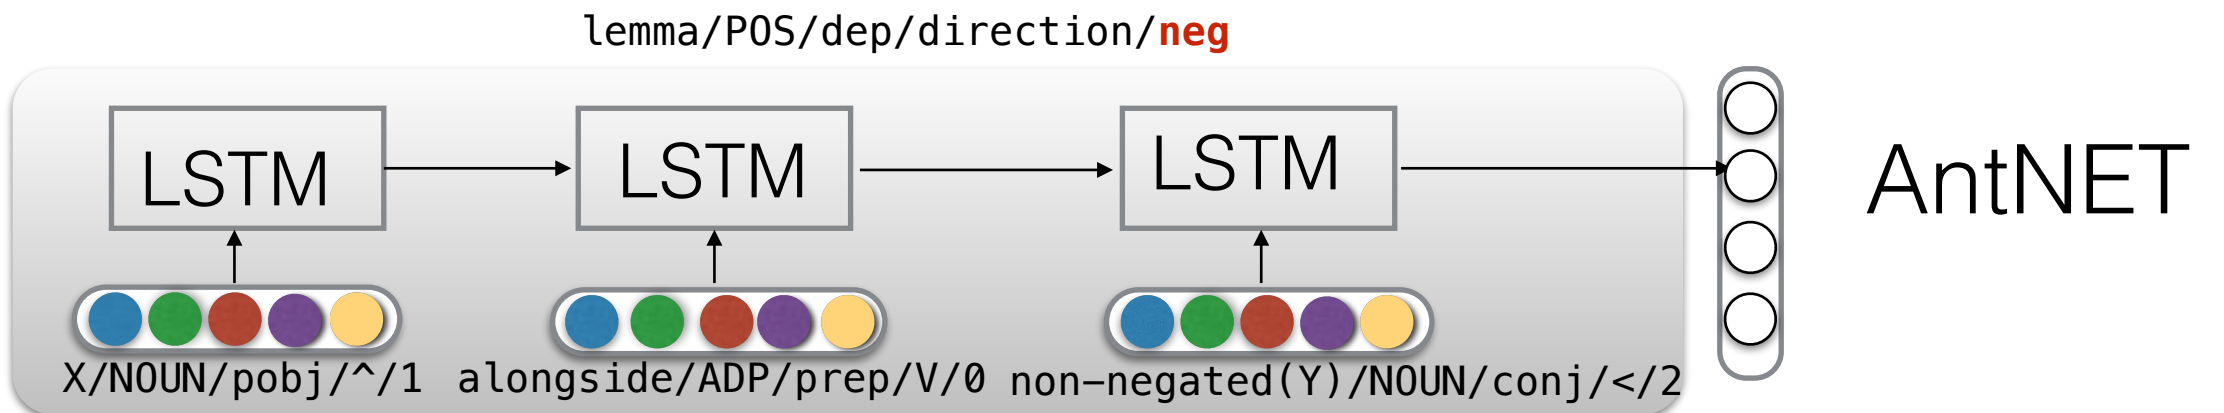 lemma/POS/dep/direction/neg
LSTM LSTM LSTM
AntNET
X/NOUN/pobj/^/1 alongside/ADP/prep/V/0 non-negated(Y)/NOUN/conj/</2